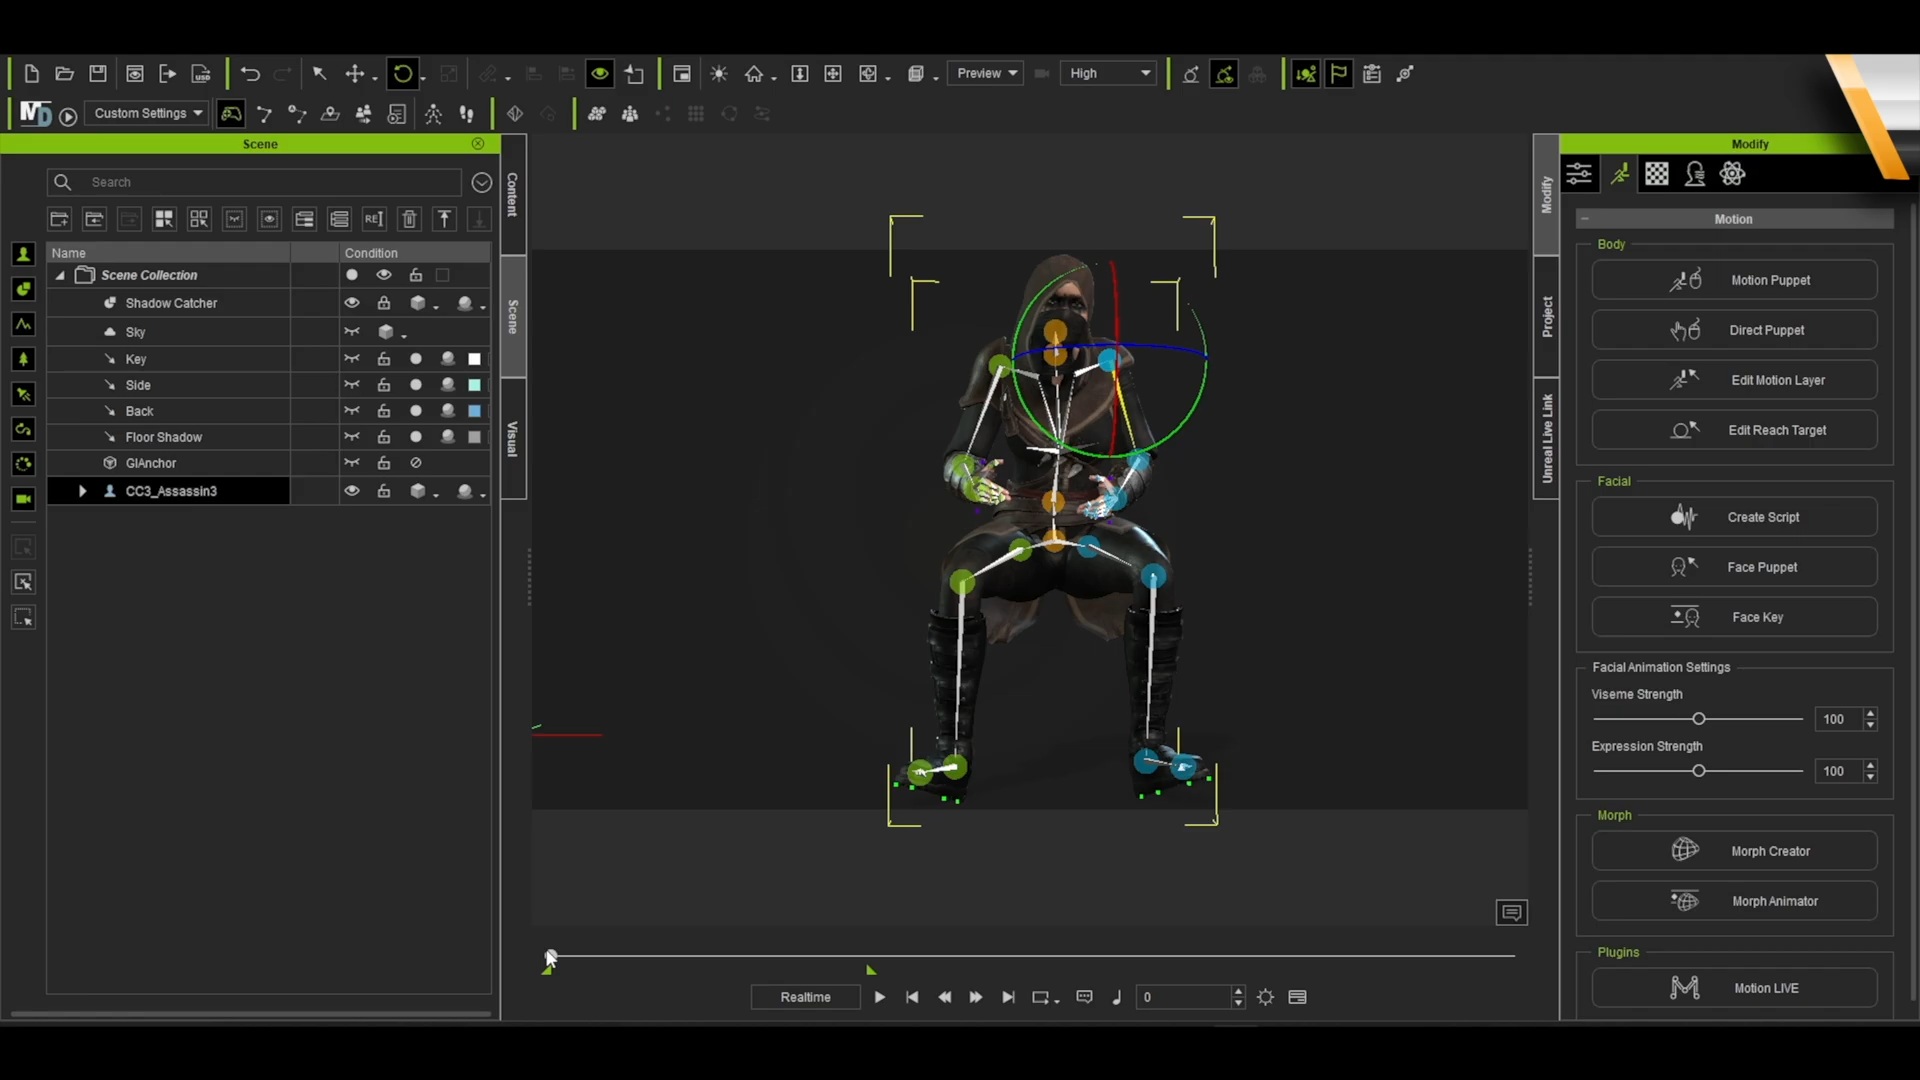 Preview
High
MD
Custom Settings
USD
Scene
Modify
Search
REI
Name
Condition
Scene Collection
Shadow Catcher
Sky
Key
Side
Back
Floor Shadow
GIAnchor
CC3_Assassin3
Content
Scene
Visual
Modify
Project
Unreal Live Link
Motion
Body
Motion Puppet
Direct Puppet
Edit Motion Layer
Edit Reach Target
Facial
Create Script
Face Puppet
Face Key
Facial Animation Settings
Viseme Strength
100
Expression Strength
100
Morph
Morph Creator
Morph Animator
Plugins
Motion LIVE
Realtime
0